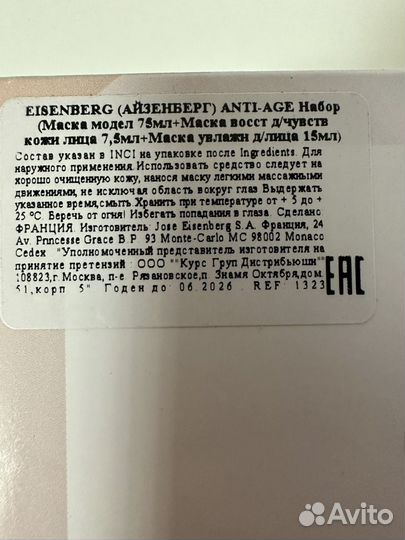 EISENBERG (АЙЗЕНБЕРГ) ANTI-AGE Набор
(Маска модел 75мл+Маска восст д/чувств
кожи лица 7,5мл+Маска увлажн д/лица 15мл)
Состав указан в INCI на упаковке после Ingredients. Для
наружного применения. Использовать средство следует на
хорошо очищенную кожу, нанося маску легкими массажными
движениями, не исключая область вокруг глаз Выдержать
указанное время,смыть Хранить при температуре от + 5 до +
25 °С. Беречь от огня! Избегать попадания в глаза. Сделано:
ФРАНЦИЯ. Изготовитель: Jose Eisenberg S.A. Франция, 24
Av. Princesse Grace B.P 93 Monte-Carlo MC 98002 Monaco
Cedex "Уполномоченный представитель изготовителя на
принятие претензий : ООО ""Курс Груп Дистрибьюшн""
108823,г.Москва, п-е Рязановское,п. Знамя Октября,дом.
51,корп 5" Годен до 06.2026 . REF: 1323
EAC
Avito